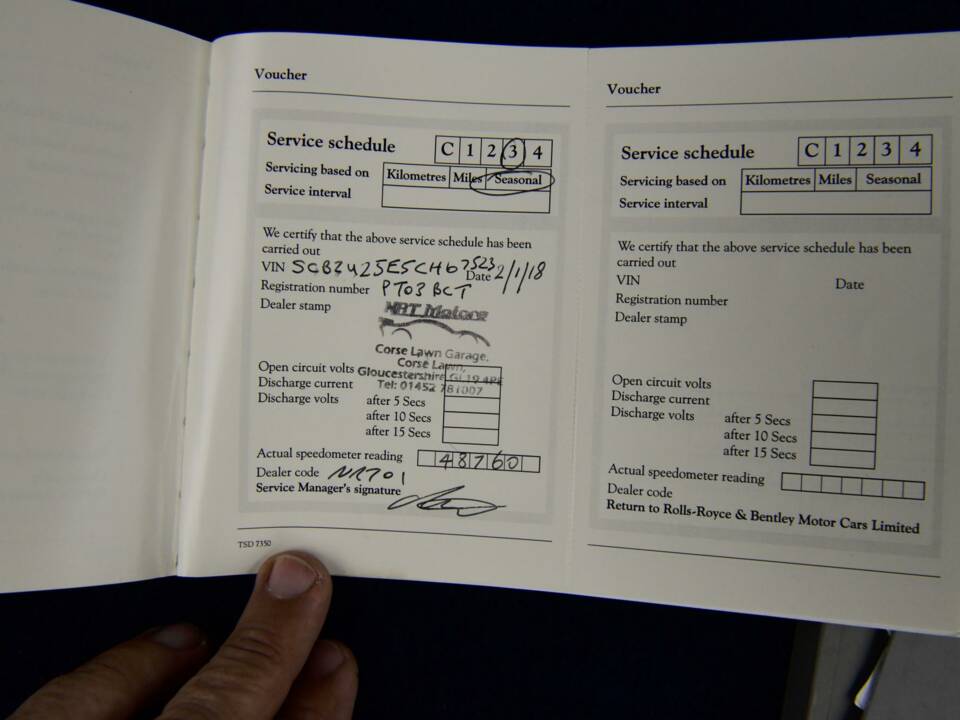 Voucher
Service schedule C 1 2 3 4
Servicing based on Kilometres Miles Seasonal
Service interval
We certify that the above service schedule has been
carried out
VIN SCBZU25E5CH67523 Date 2/1/18
Registration number PT03 BCT
Dealer stamp
Motors
Corse Lawn Garage,
Corse Lawn,
Open circuit volts Gloucestershire GL19 4PE
Discharge current Tel: 01452 781007
Discharge volts after 5 Secs
after 10 Secs
after 15 Secs
Actual speedometer reading 48760
Dealer code
Service Manager's signature
TSD 7350
Voucher
Service schedule C 1 2 3 4
Servicing based on Kilometres Miles Seasonal
Service interval
We certify that the above service schedule has been
carried out
VIN Date
Registration number
Dealer stamp
Open circuit volts
Discharge current
Discharge volts after 5 Secs
after 10 Secs
after 15 Secs
Actual speedometer reading
Dealer code
Return to Rolls-Royce & Bentley Motor Cars Limited